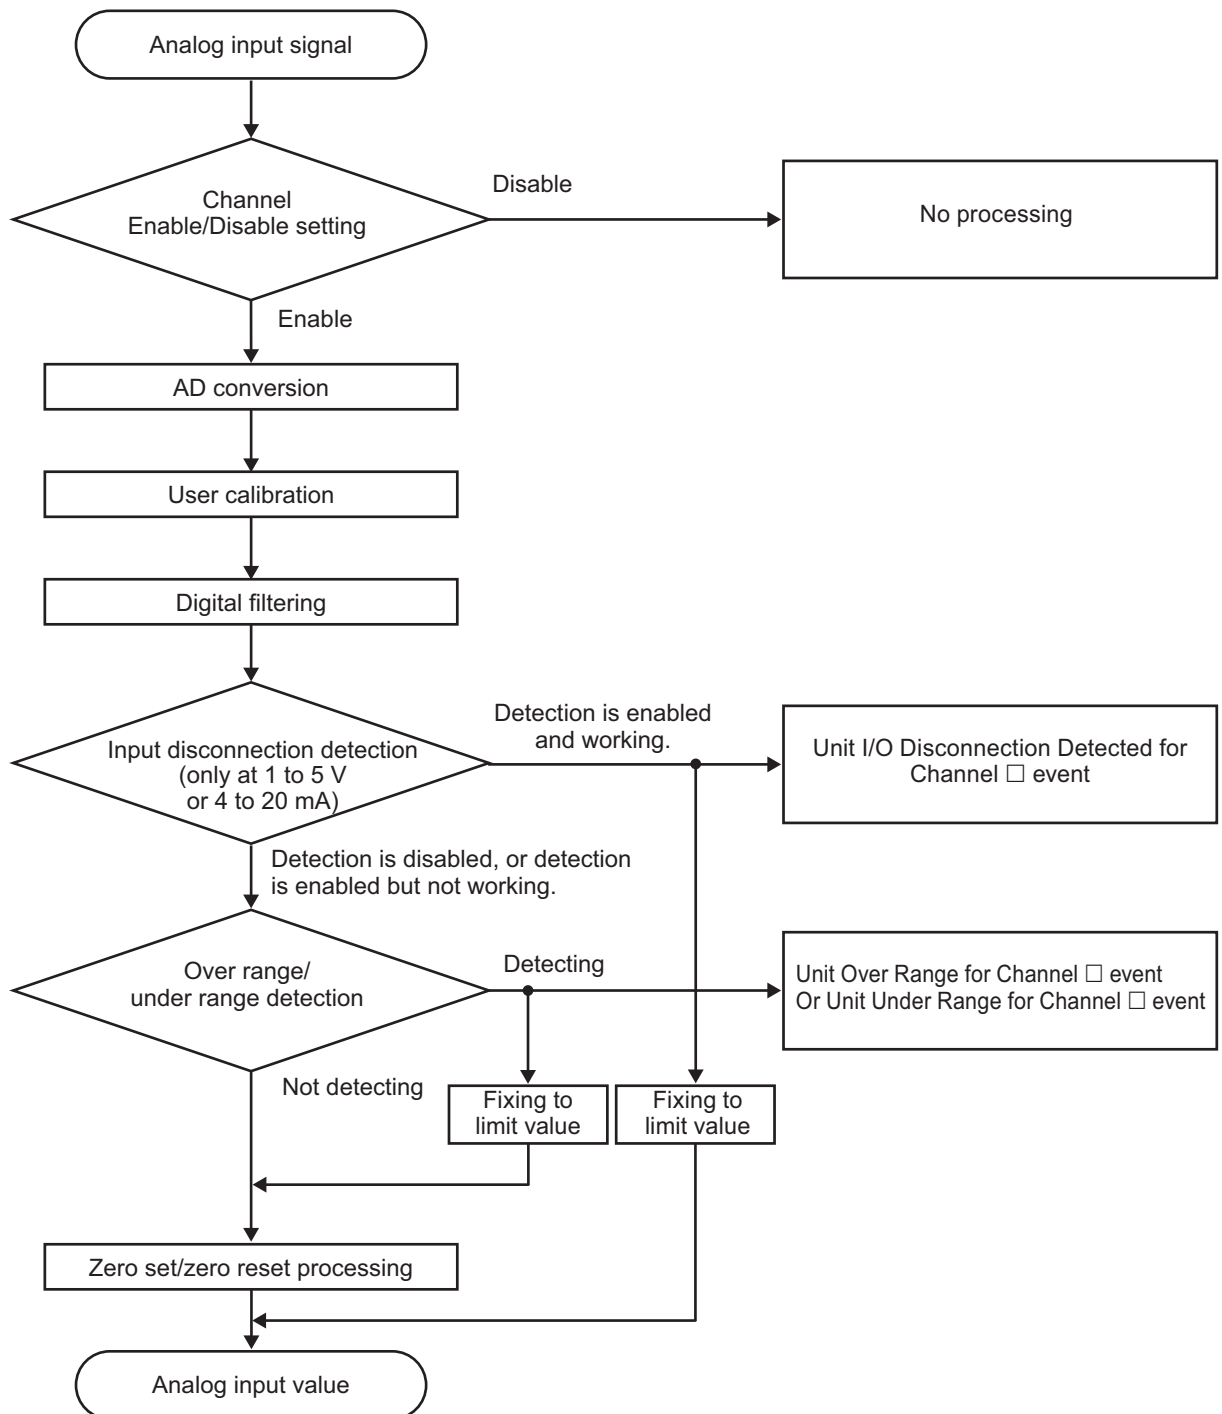 Analog input signal
Channel
Enable/Disable setting
Disable
No processing
Enable
AD conversion
User calibration
Digital filtering
Input disconnection detection
(only at 1 to 5 V
or 4 to 20 mA)
Detection is enabled
and working.
Unit I/O Disconnection Detected for
Channel □ event
Detection is disabled, or detection
is enabled but not working.
Over range/
under range detection
Detecting
Unit Over Range for Channel □ event
Or Unit Under Range for Channel □ event
Not detecting
Fixing to
limit value
Fixing to
limit value
Zero set/zero reset processing
Analog input value